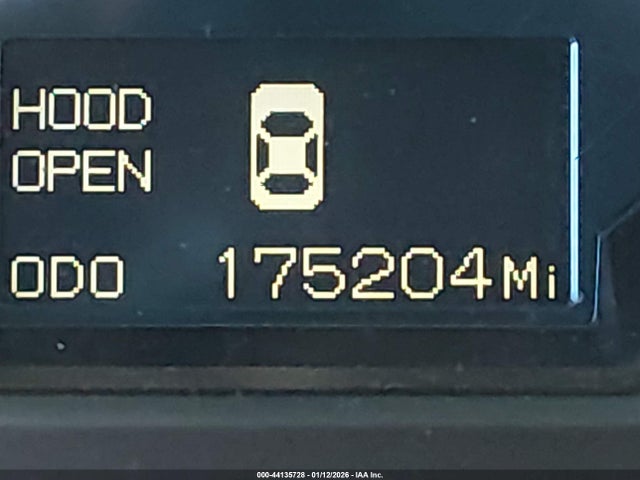 HOOD
OPEN
ODO 175204Mi
000-44135728 - 01/12/2026 - IAA Inc.